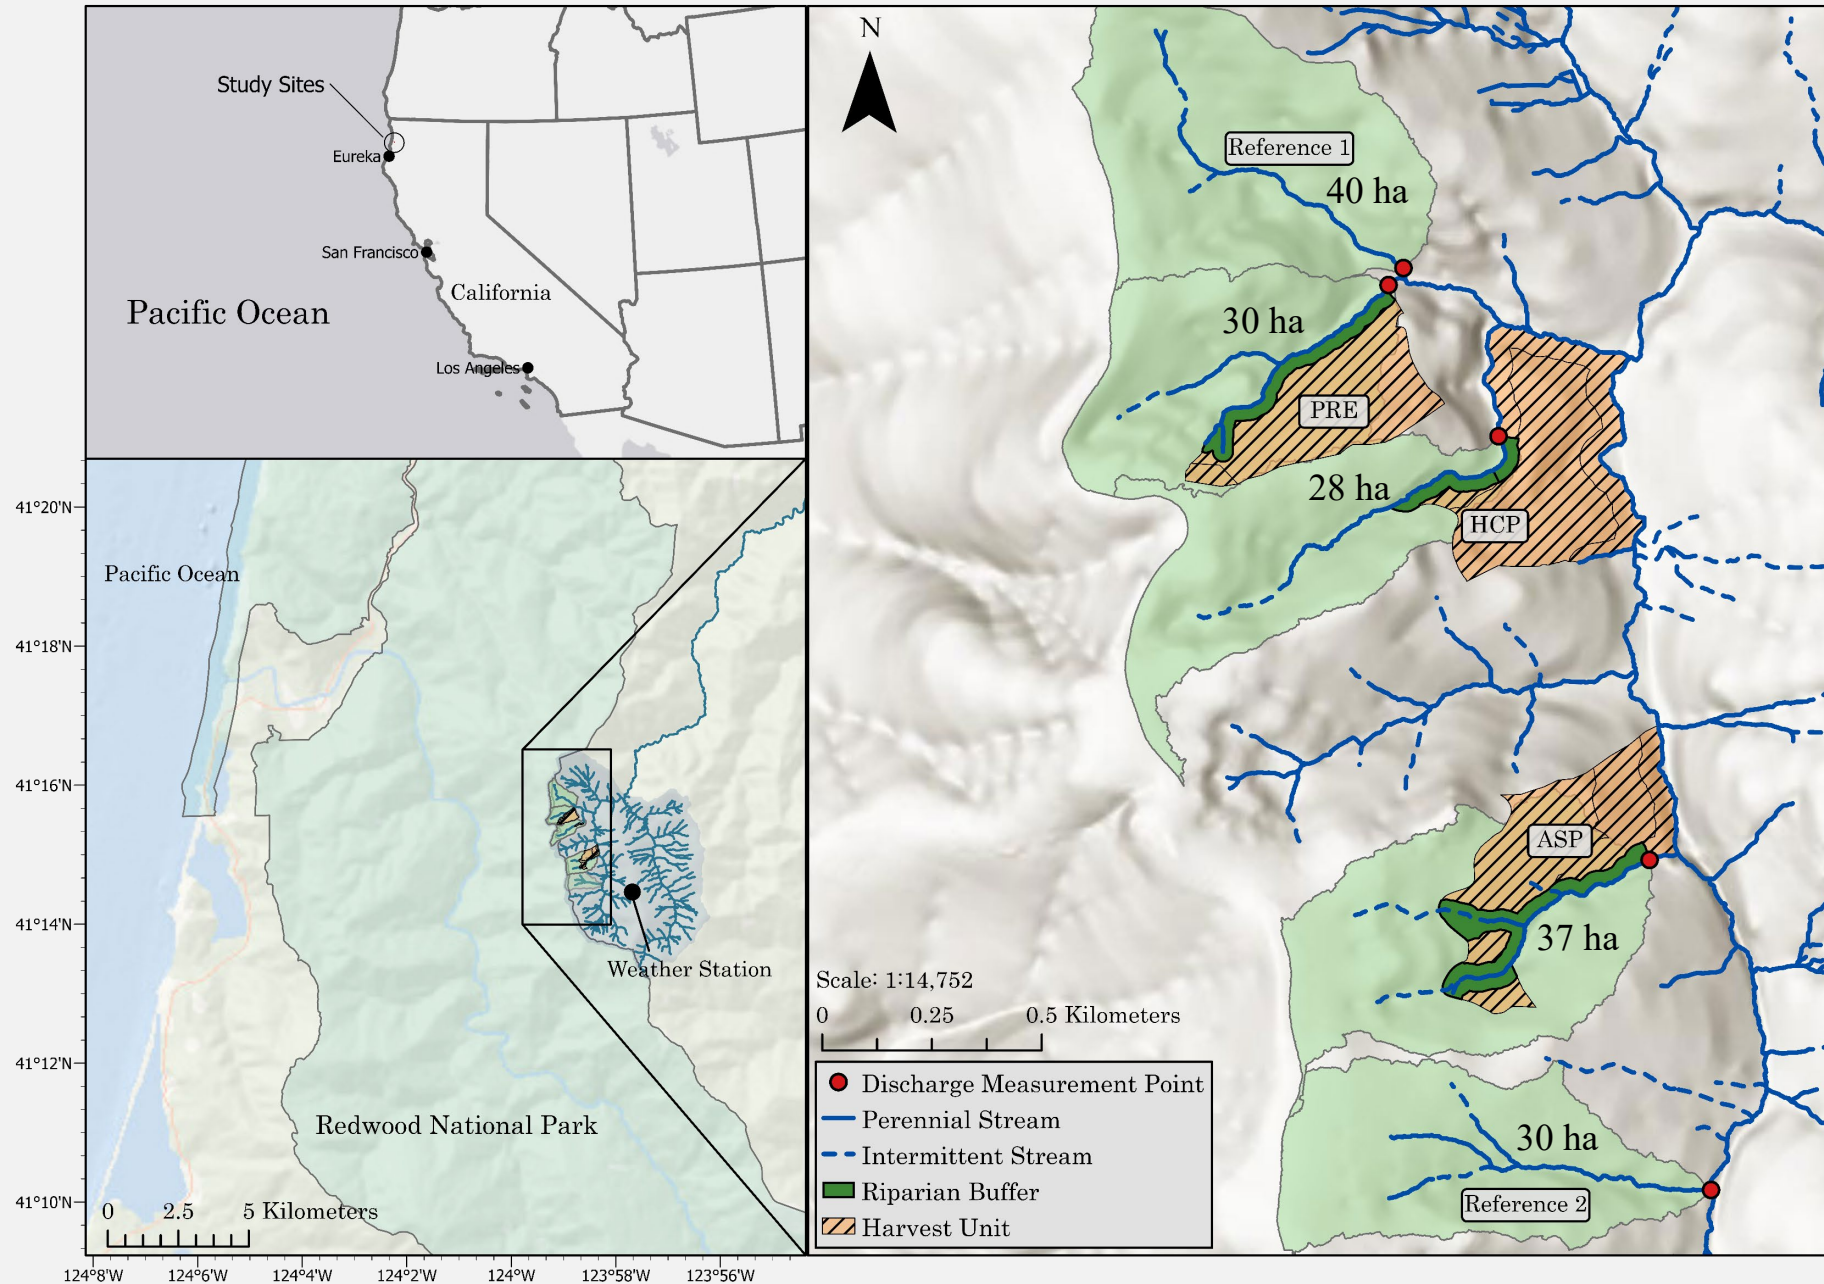 Study Sites
Eureka
San Francisco
California
Pacific Ocean
Los Angeles
41°20'N
41°18'N
41°16'N
41°14'N
41°12'N
41°10'N
Pacific Ocean
Weather Station
Redwood National Park
0 2.5 5 Kilometers
124°8'W 124°6'W 124°4'W 124°2'W 124°W 123°58'W 123°56'W
N
Reference 1
40 ha
30 ha
PRE
28 ha
HCP
ASP
37 ha
30 ha
Reference 2
Scale: 1:14,752
0 0.25 0.5 Kilometers
Discharge Measurement Point
Perennial Stream
Intermittent Stream
Riparian Buffer
Harvest Unit